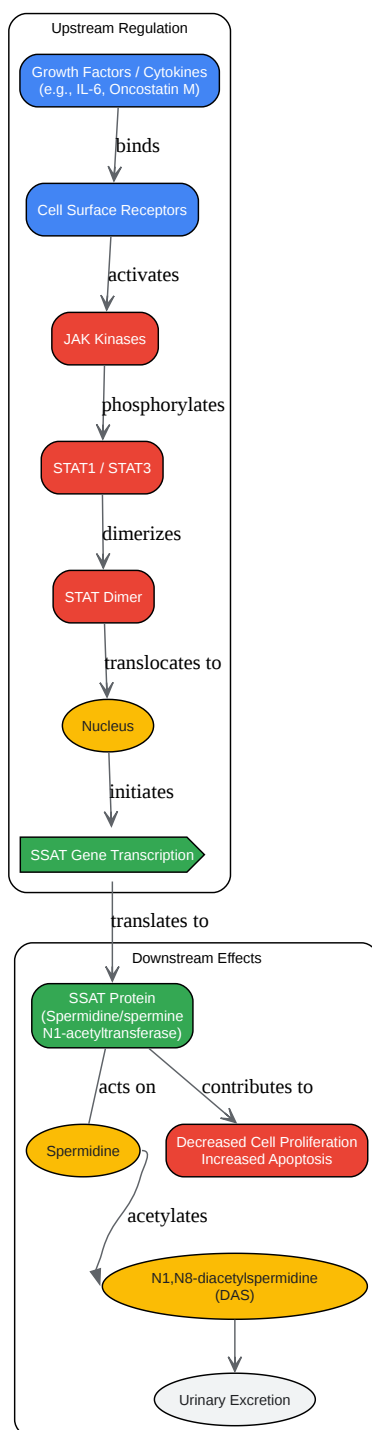 Upstream Regulation
Growth Factors / Cytokines
(e.g., IL-6, Oncostatin M)
binds
Cell Surface Receptors
activates
JAK Kinases
phosphorylates
STAT1 / STAT3
dimerizes
STAT Dimer
translocates to
Nucleus
initiates
SSAT Gene Transcription
translates to
Downstream Effects
SSAT Protein
(Spermidine/spermine
N1-acetyltransferase)
acts on
contributes to
Spermidine
Decreased Cell Proliferation
Increased Apoptosis
acetylates
N1,N8-diacetylspermidine
(DAS)
Urinary Excretion